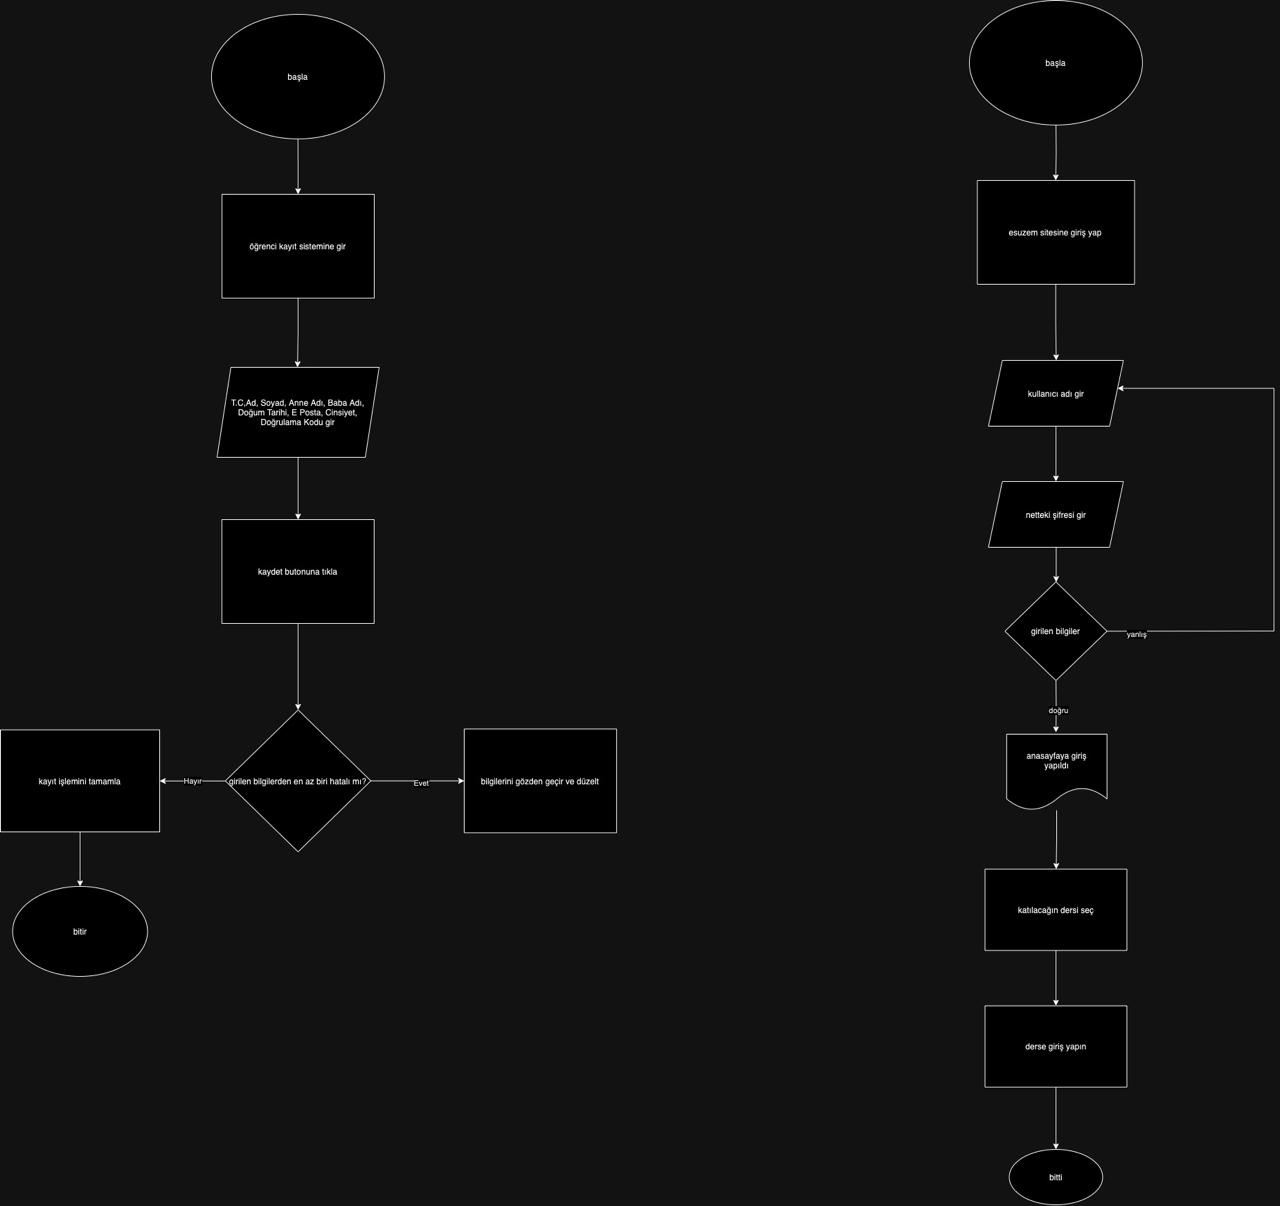 başla
öğrenci kayıt sistemine gir
T.C,Ad, Soyad, Anne Adı, Baba Adı,
Doğum Tarihi, E Posta, Cinsiyet,
Doğrulama Kodu gir
kaydet butonuna tıkla
girilen bilgilerden en az biri hatalı mı?
Hayır
Evet
kayıt işlemini tamamla
bilgilerini gözden geçir ve düzelt
bitir
başla
esuzem sitesine giriş yap
kullanıcı adı gir
netteki şifresi gir
girilen bilgiler
yanlış
doğru
anasayfaya giriş
yapıldı
katılacağın dersi seç
derse giriş yapın
bitti